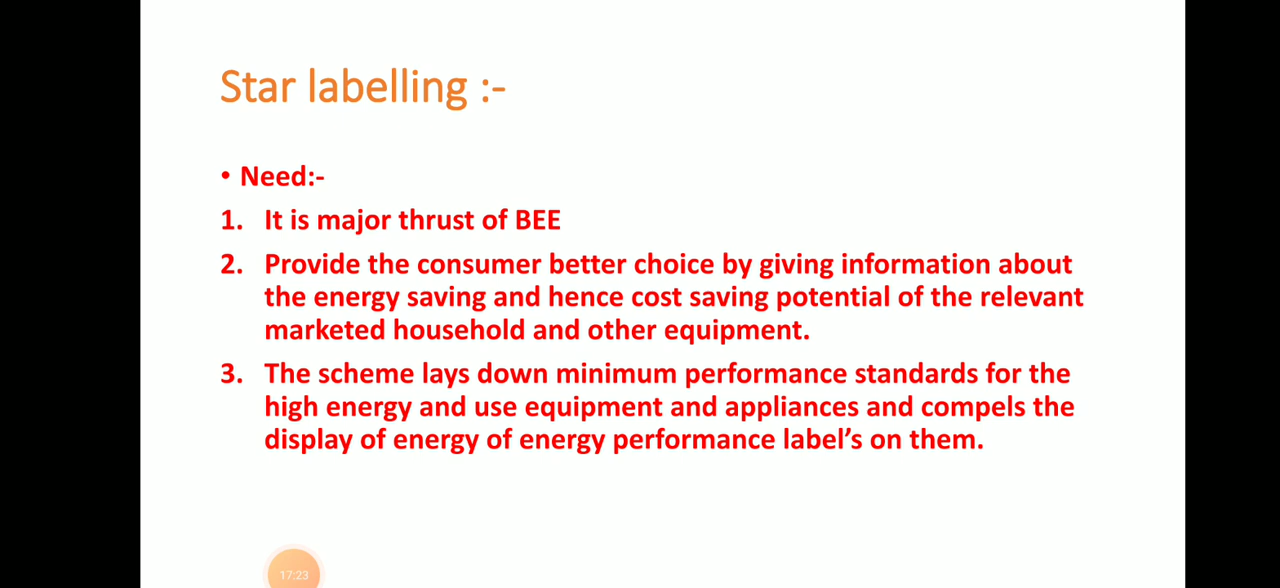 Star labelling :-
• Need:-
1. It is major thrust of BEE
2. Provide the consumer better choice by giving information about
the energy saving and hence cost saving potential of the relevant
marketed household and other equipment.
3. The scheme lays down minimum performance standards for the
high energy and use equipment and appliances and compels the
display of energy of energy performance label’s on them.
17:23